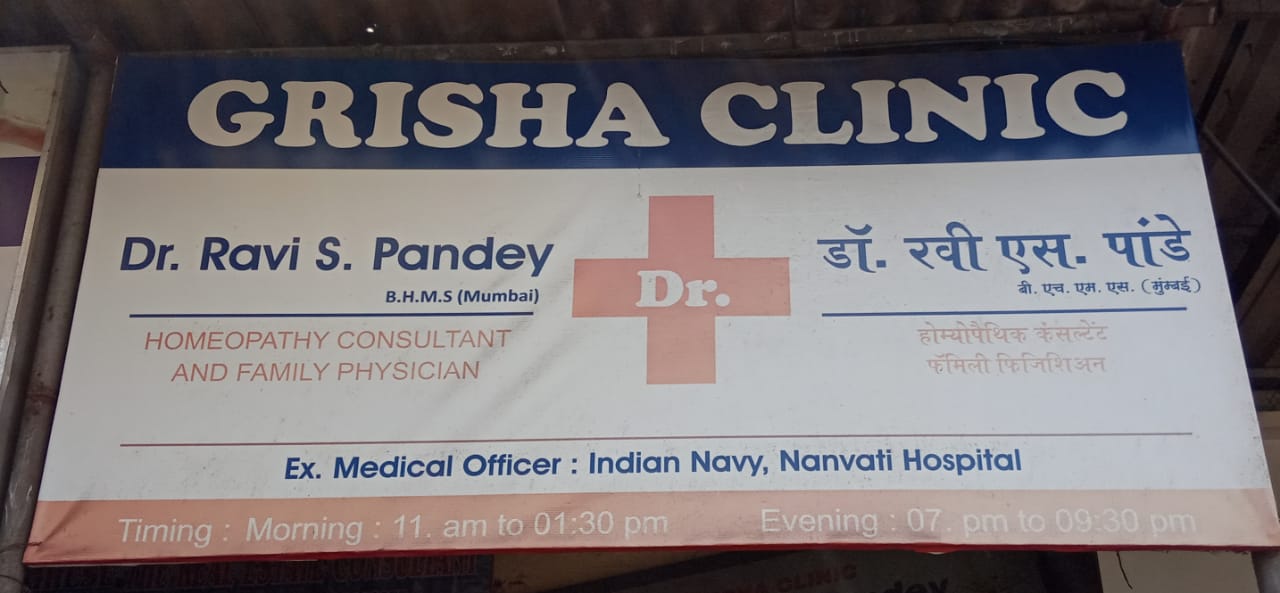 GRISHA CLINIC
Dr. Ravi S. Pandey
B.H.M.S (Mumbai)
HOMEOPATHY CONSULTANT
AND FAMILY PHYSICIAN
Dr.
डॉ. रवी एस. पांडे
बी. एच. एम. एस. (मुंम्बई)
होम्योपैथिक कंसल्टेंट
फॅमिली फिजिशिअन
Ex. Medical Officer : Indian Navy, Nanvati Hospital
Timing : Morning : 11. am to 01:30 pm Evening : 07. pm to 09:30 pm
CLINIC